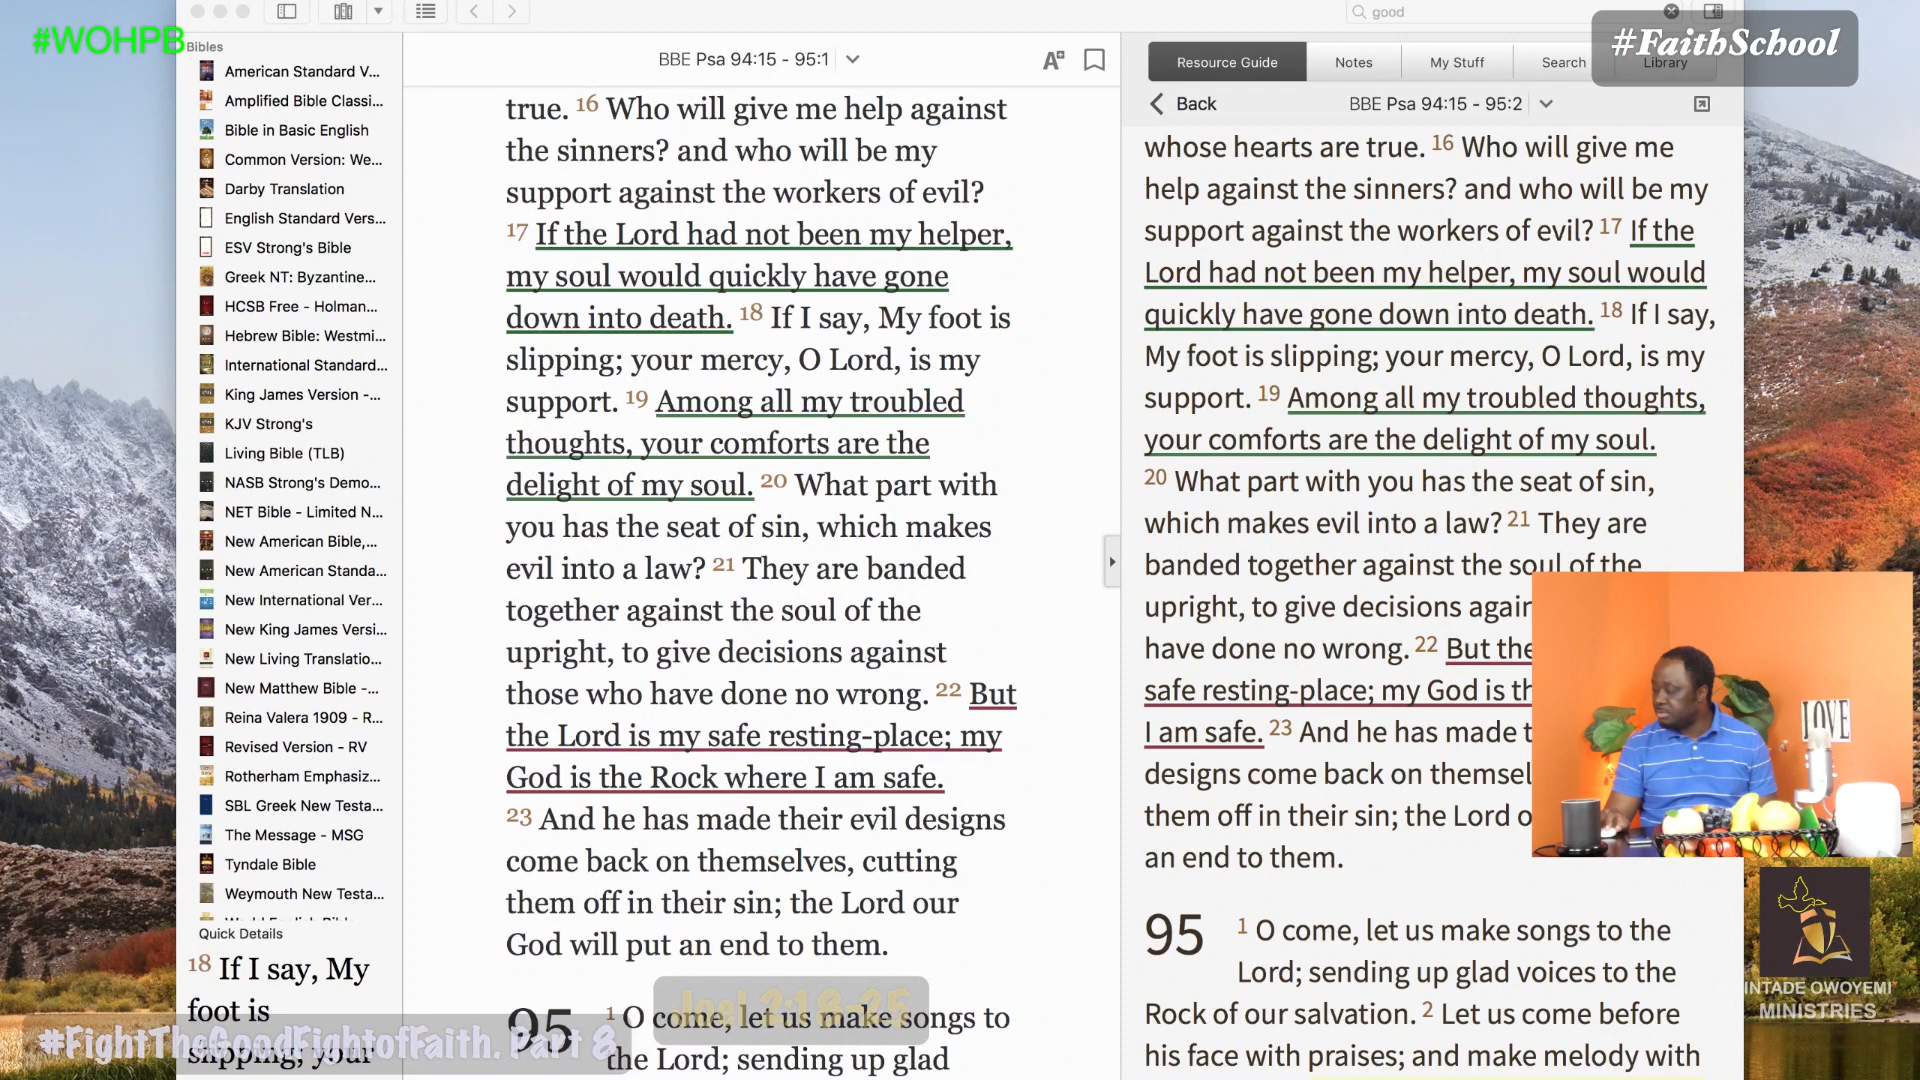 #WOHPB
#FaithSchool
good
Bibles
American Standard V...
Amplified Bible Classi...
Bible in Basic English
Common Version: We...
Darby Translation
English Standard Vers...
ESV Strong's Bible
Greek NT: Byzantine...
HCSB Free - Holman...
Hebrew Bible: Westmi...
International Standard...
King James Version -...
KJV Strong's
Living Bible (TLB)
NASB Strong's Demo...
NET Bible - Limited N...
New American Bible,...
New American Standa...
New International Ver...
New King James Versi...
New Living Translatio...
New Matthew Bible -...
Reina Valera 1909 - R...
Revised Version - RV
Rotherham Emphasiz...
SBL Greek New Testa...
The Message - MSG
Tyndale Bible
Weymouth New Testa...
World English Bible
Quick Details
18 If I say, My
foot is
slipping; your
BBE Psa 94:15 - 95:1
true. 16 Who will give me help against
the sinners? and who will be my
support against the workers of evil?
17 If the Lord had not been my helper,
my soul would quickly have gone
down into death. 18 If I say, My foot is
slipping; your mercy, O Lord, is my
support. 19 Among all my troubled
thoughts, your comforts are the
delight of my soul. 20 What part with
you has the seat of sin, which makes
evil into a law? 21 They are banded
together against the soul of the
upright, to give decisions against
those who have done no wrong. 22 But
the Lord is my safe resting-place; my
God is the Rock where I am safe.
23 And he has made their evil designs
come back on themselves, cutting
them off in their sin; the Lord our
God will put an end to them.
95 1 O come, let us make songs to
the Lord; sending up glad
Joel 2:18-25
#FightTheGoodFightofFaith. Part 8
Resource Guide
Notes
My Stuff
Search
Library
Back
BBE Psa 94:15 - 95:2
whose hearts are true. 16 Who will give me
help against the sinners? and who will be my
support against the workers of evil? 17 If the
Lord had not been my helper, my soul would
quickly have gone down into death. 18 If I say,
My foot is slipping; your mercy, O Lord, is my
support. 19 Among all my troubled thoughts,
your comforts are the delight of my soul.
20 What part with you has the seat of sin,
which makes evil into a law? 21 They are
banded together against the soul of the
upright, to give decisions again
have done no wrong. 22 But the
safe resting-place; my God is th
I am safe. 23 And he has made t
designs come back on themsel
them off in their sin; the Lord o
an end to them.
95 1 O come, let us make songs to the
Lord; sending up glad voices to the
Rock of our salvation. 2 Let us come before
his face with praises; and make melody with
LOVE
INTADE OWOYEMI
MINISTRIES